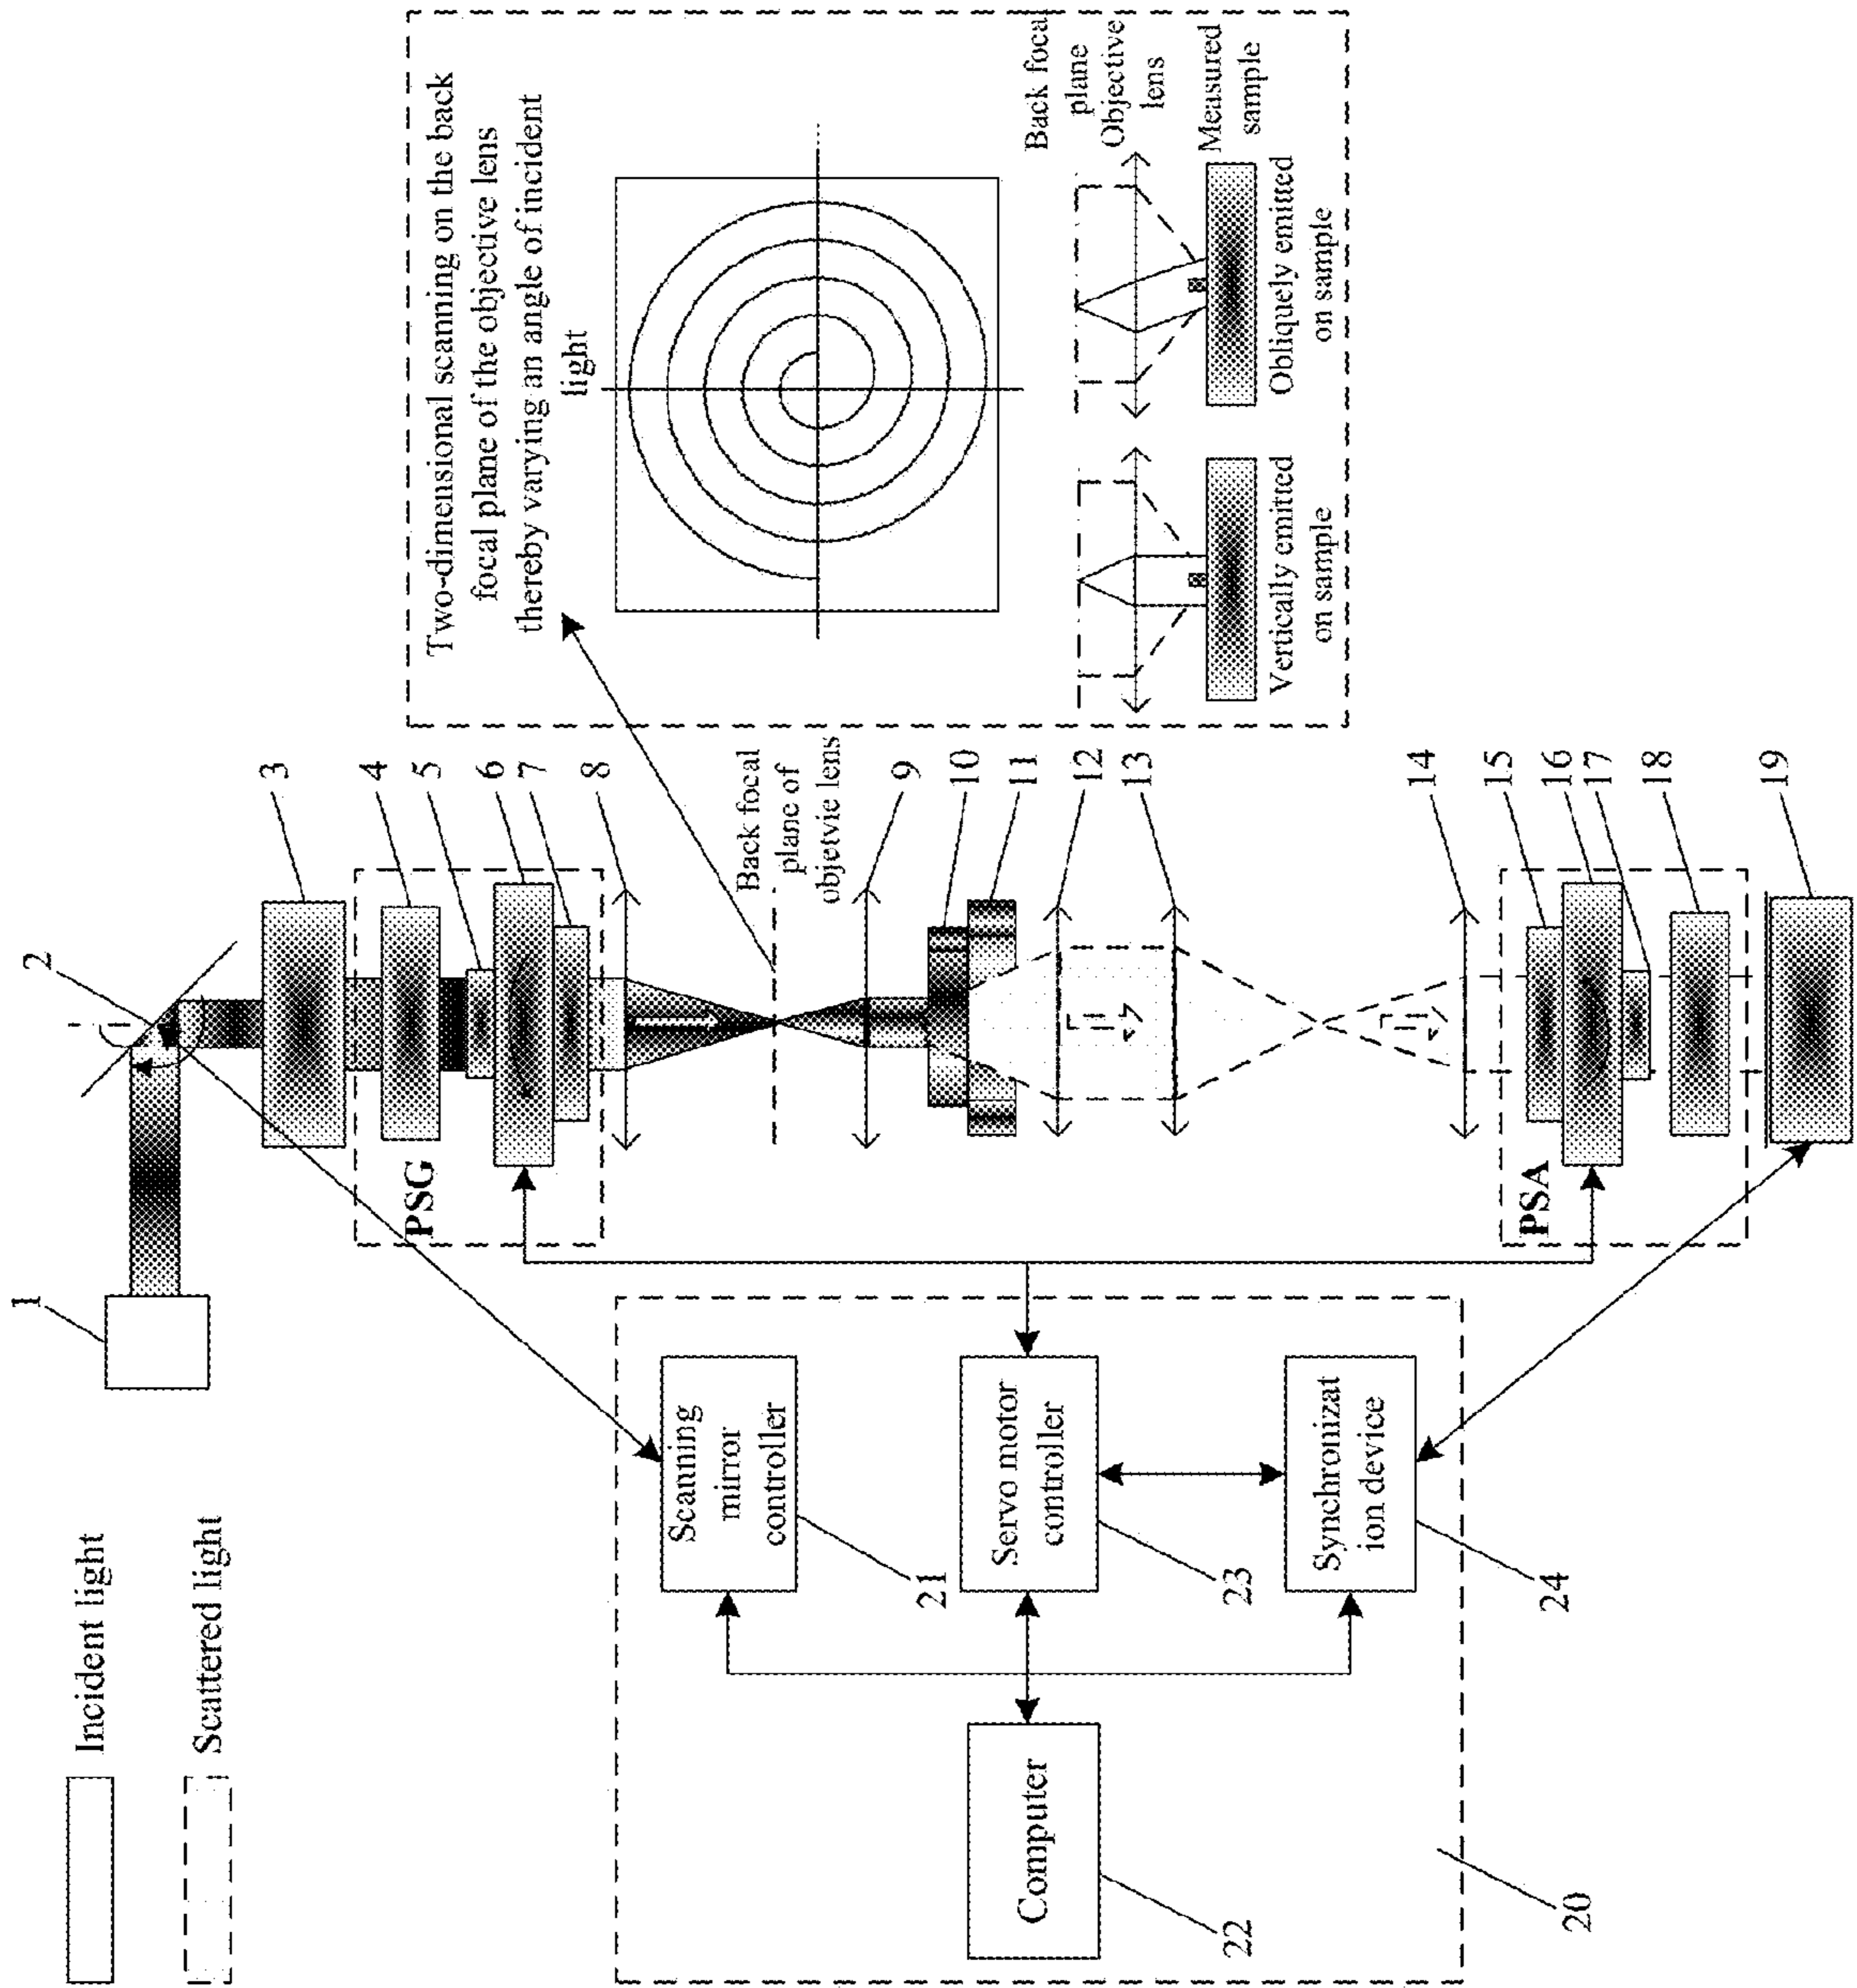 Incident light
Scattered light
1
2
3
4
5
6
7
8
PSG
Back focal
plane of
objetvie lens
9
10
11
12
13
14
15
16
17
18
19
PSA
Two-dimensional scanning on the back
focal plane of the objective lens
thereby varying an angle of incident
light
Back focal
plane
Objective
lens
Measured
sample
Vertically emitted
on sample
Obliquely emitted
on sample
Scanning
mirror
controller
21
Servo motor
controller
23
Synchronizat
ion device
24
Computer
22
20